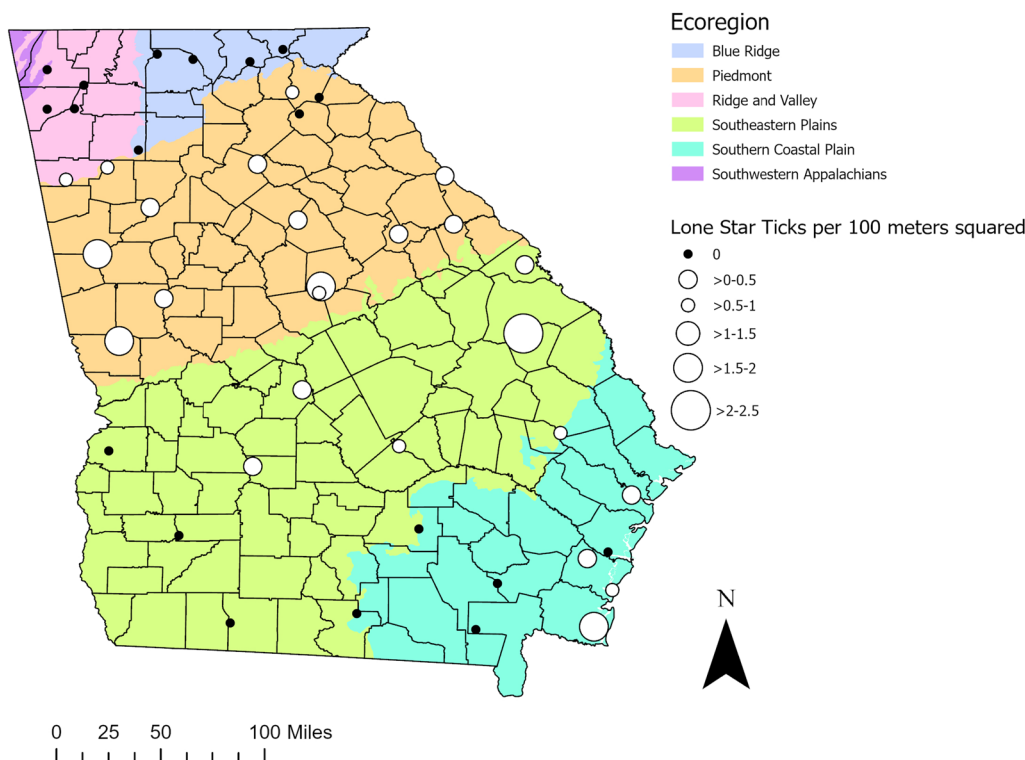 Ecoregion
Blue Ridge
Piedmont
Ridge and Valley
Southeastern Plains
Southern Coastal Plain
Southwestern Appalachians
Lone Star Ticks per 100 meters squared
0
>0-0.5
>0.5-1
>1-1.5
>1.5-2
>2-2.5
N
0 25 50 100 Miles